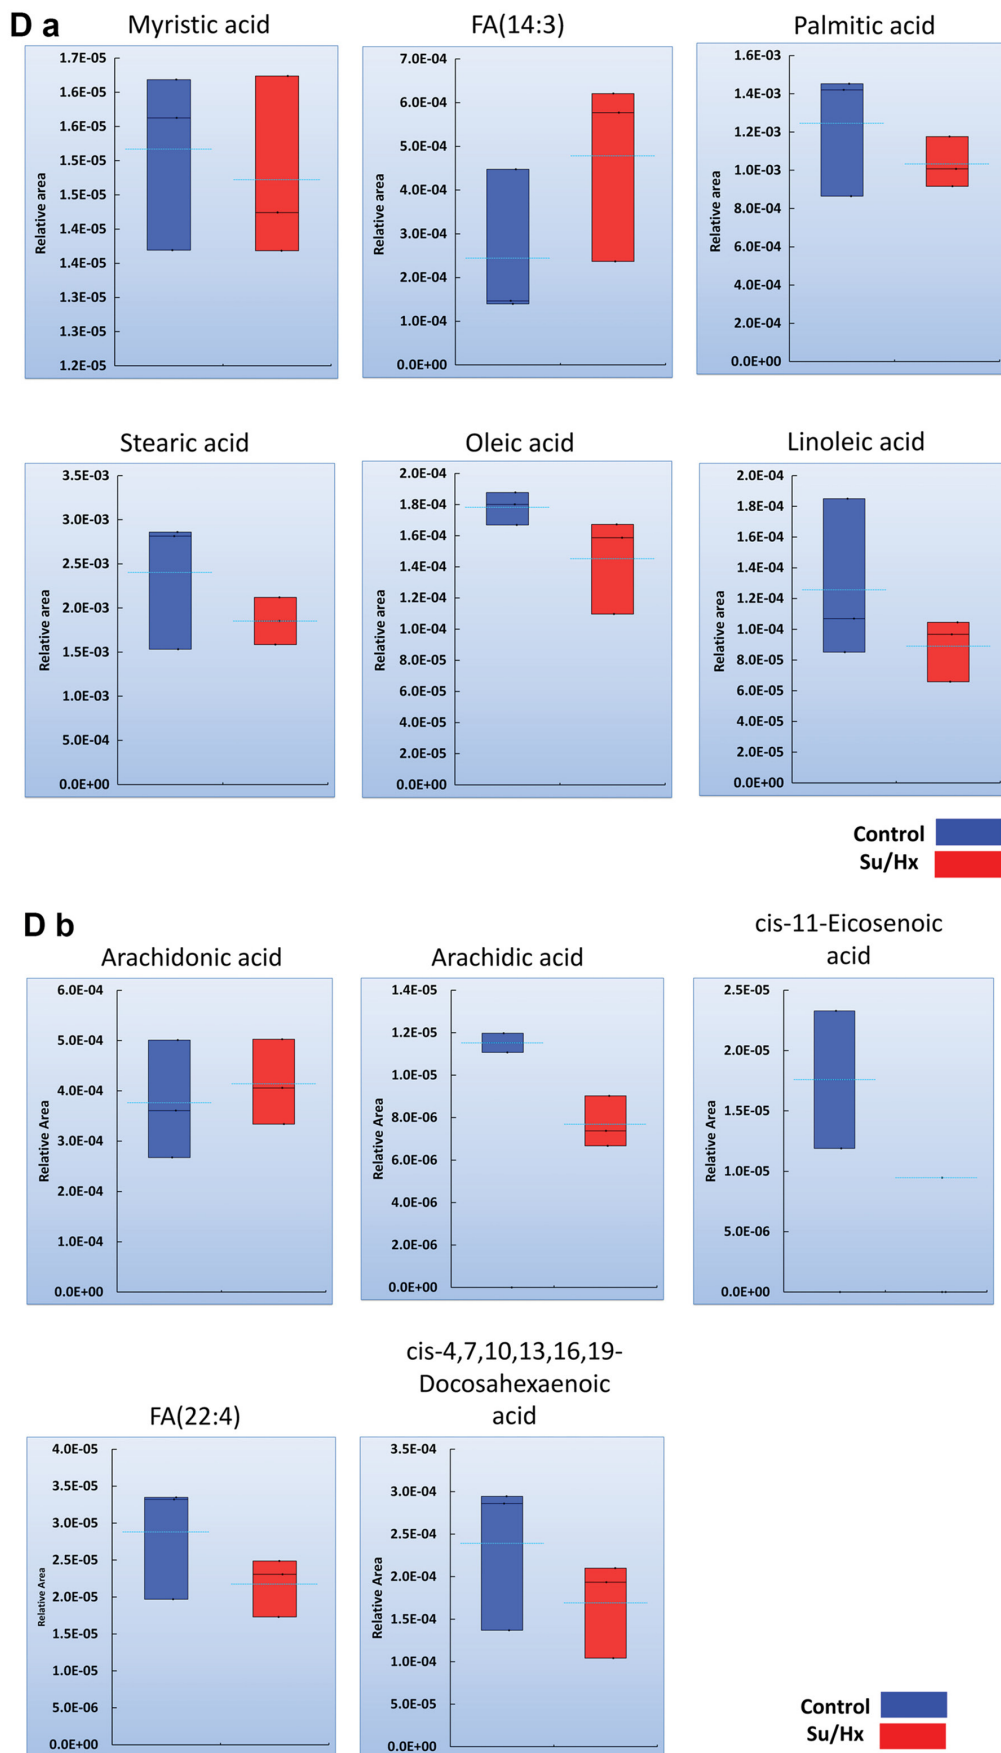 D a
Myristic acid
FA(14:3)
Palmitic acid
Relative area
1.7E-05
1.6E-05
1.6E-05
1.5E-05
1.5E-05
1.4E-05
1.4E-05
1.3E-05
1.3E-05
1.2E-05
Relative area
7.0E-04
6.0E-04
5.0E-04
4.0E-04
3.0E-04
2.0E-04
1.0E-04
0.0E+00
Relative area
1.6E-03
1.4E-03
1.2E-03
1.0E-03
8.0E-04
6.0E-04
4.0E-04
2.0E-04
0.0E+00
Stearic acid
Oleic acid
Linoleic acid
Relative area
3.5E-03
3.0E-03
2.5E-03
2.0E-03
1.5E-03
1.0E-03
5.0E-04
0.0E+00
Relative area
2.0E-04
1.8E-04
1.6E-04
1.4E-04
1.2E-04
1.0E-04
8.0E-05
6.0E-05
4.0E-05
2.0E-05
0.0E+00
Relative area
2.0E-04
1.8E-04
1.6E-04
1.4E-04
1.2E-04
1.0E-04
8.0E-05
6.0E-05
4.0E-05
2.0E-05
0.0E+00
Control
Su/Hx
D b
Arachidonic acid
Arachidic acid
cis-11-Eicosenoic
acid
Relative Area
6.0E-04
5.0E-04
4.0E-04
3.0E-04
2.0E-04
1.0E-04
0.0E+00
Relative Area
1.4E-05
1.2E-05
1.0E-05
8.0E-06
6.0E-06
4.0E-06
2.0E-06
0.0E+00
Relative Area
2.5E-05
2.0E-05
1.5E-05
1.0E-05
5.0E-06
0.0E+00
FA(22:4)
cis-4,7,10,13,16,19-
Docosahexaenoic
acid
Relative Area
4.0E-05
3.5E-05
3.0E-05
2.5E-05
2.0E-05
1.5E-05
1.0E-05
5.0E-06
0.0E+00
Relative Area
3.5E-04
3.0E-04
2.5E-04
2.0E-04
1.5E-04
1.0E-04
5.0E-05
0.0E+00
Control
Su/Hx